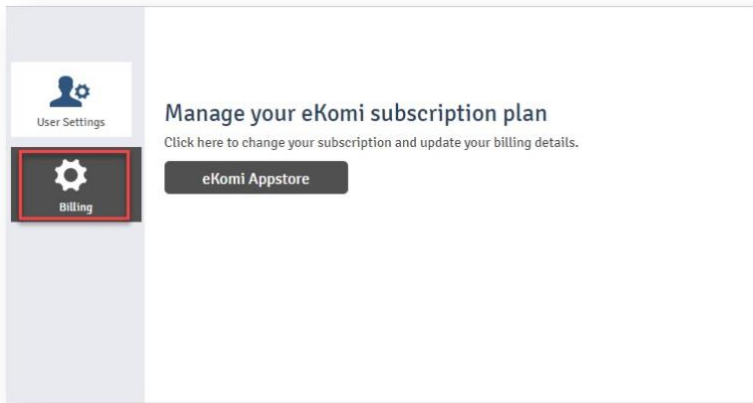 User Settings
Manage your eKomi subscription plan
Click here to change your subscription and update your billing details.
eKomi Appstore
Billing